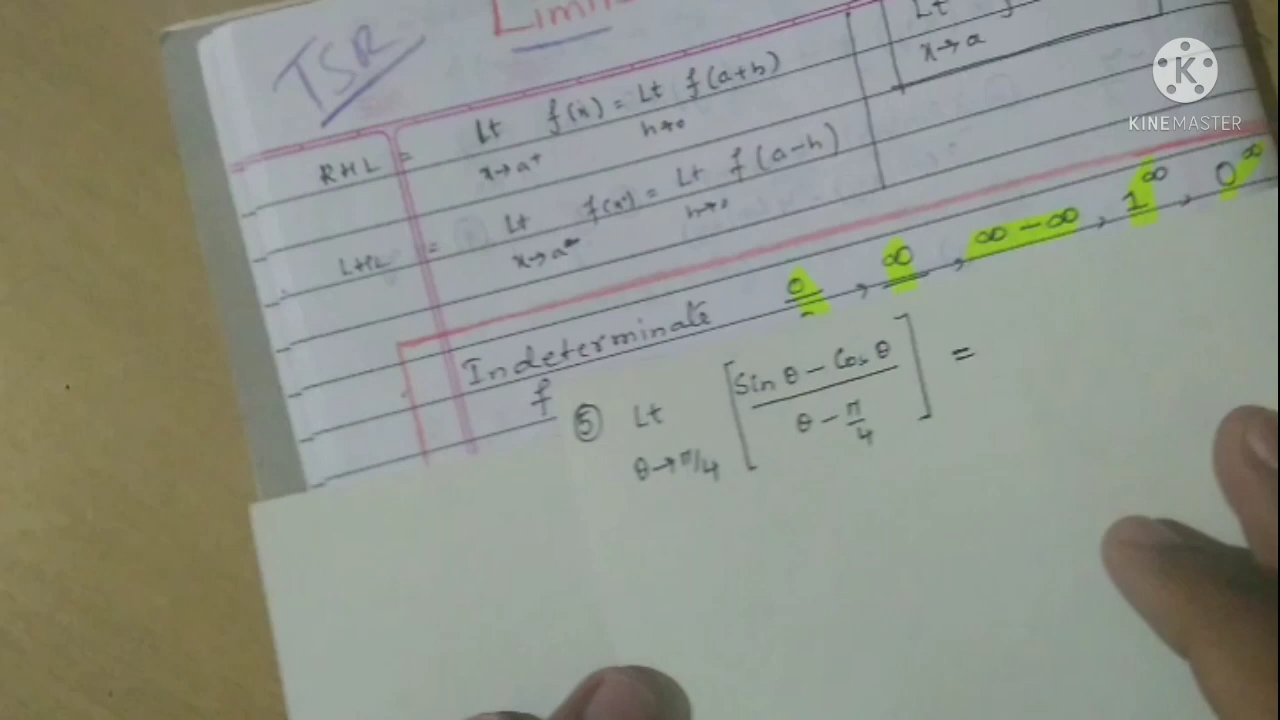 TSR
Limi
Lt
x→a
RHL = Lt f(x) = Lt f(a+h)
x→a⁺ h→0
LHL = Lt f(x) = Lt f(a-h)
x→a⁻ h→0
Indeterminate 0/0, ∞/∞, ∞-∞, 1^∞, 0^∞
f
⑤ Lt [ (Sin θ - Cos θ) / (θ - π/4) ] =
θ→π/4
KINEMASTER